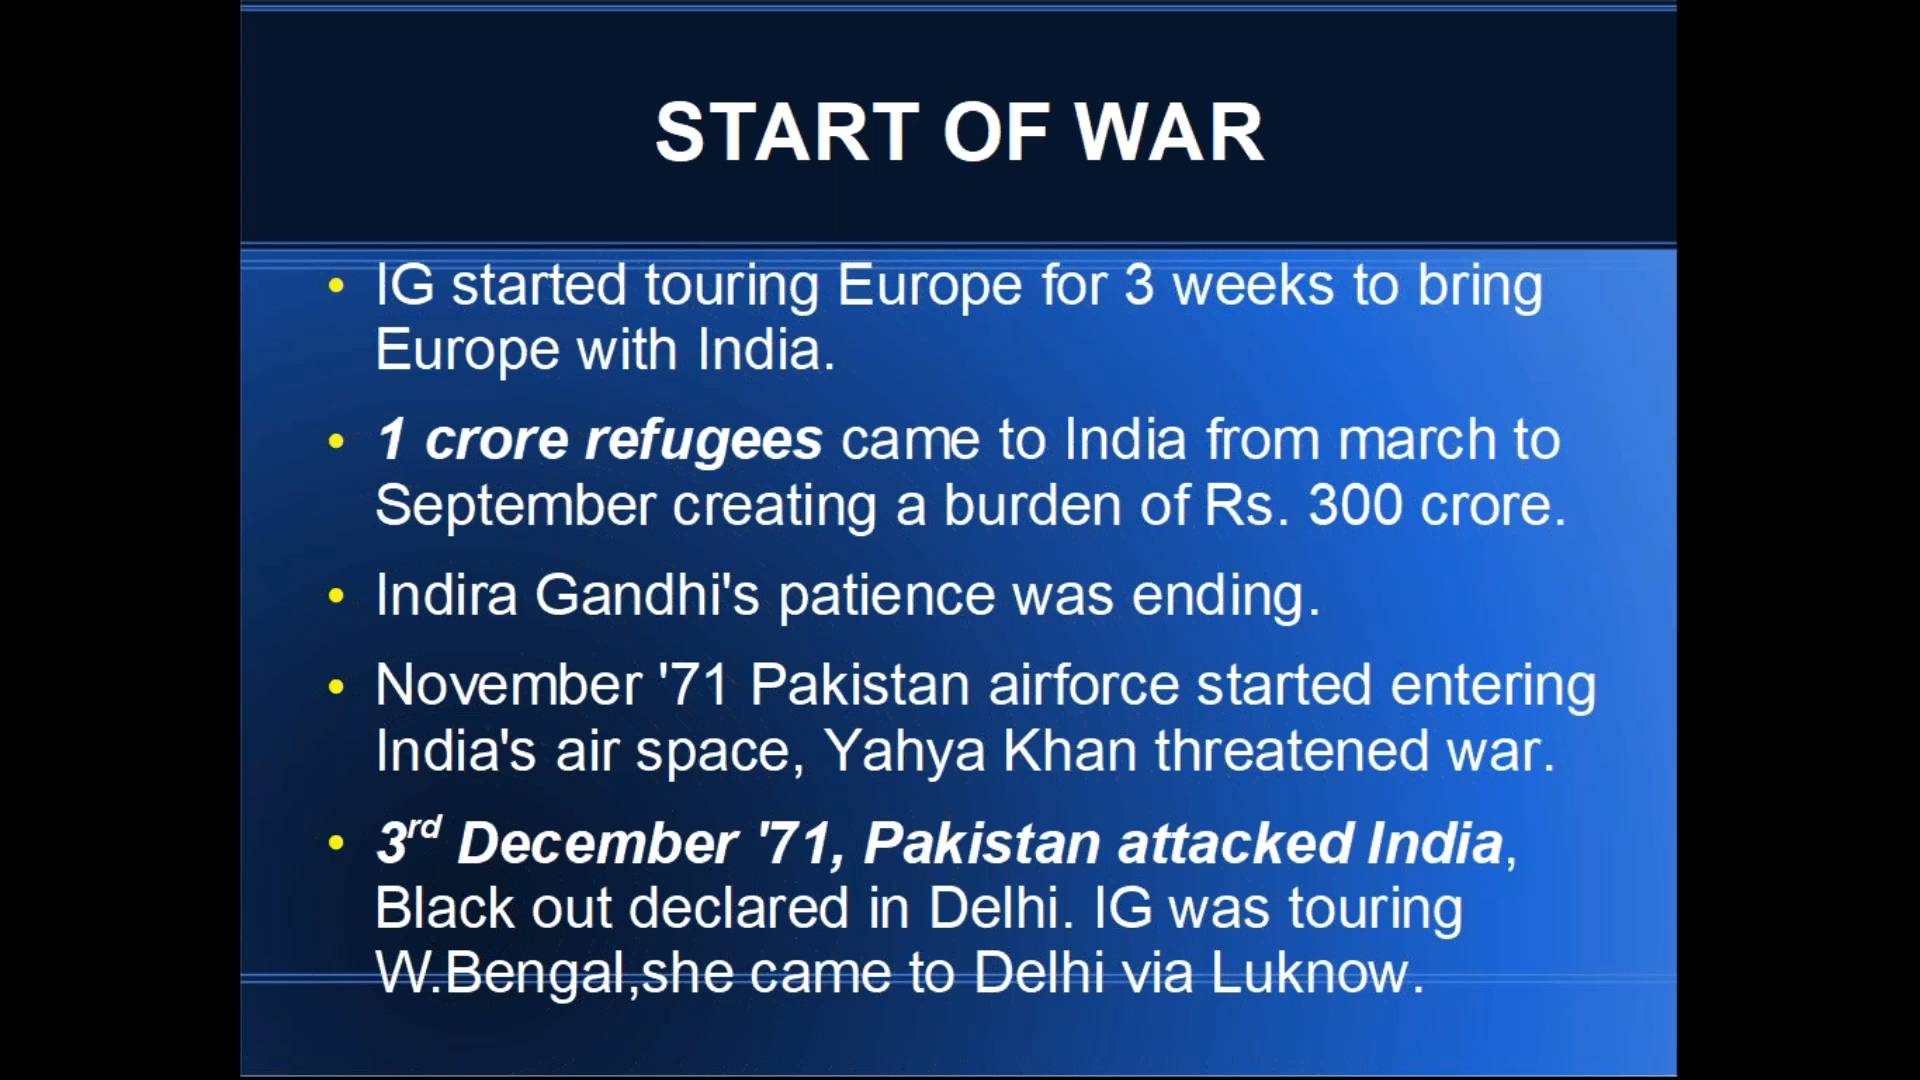 START OF WAR
• IG started touring Europe for 3 weeks to bring
Europe with India.
• 1 crore refugees came to India from march to
September creating a burden of Rs. 300 crore.
• Indira Gandhi's patience was ending.
• November '71 Pakistan airforce started entering
India's air space, Yahya Khan threatened war.
• 3rd December '71, Pakistan attacked India,
Black out declared in Delhi. IG was touring
W.Bengal,she came to Delhi via Luknow.